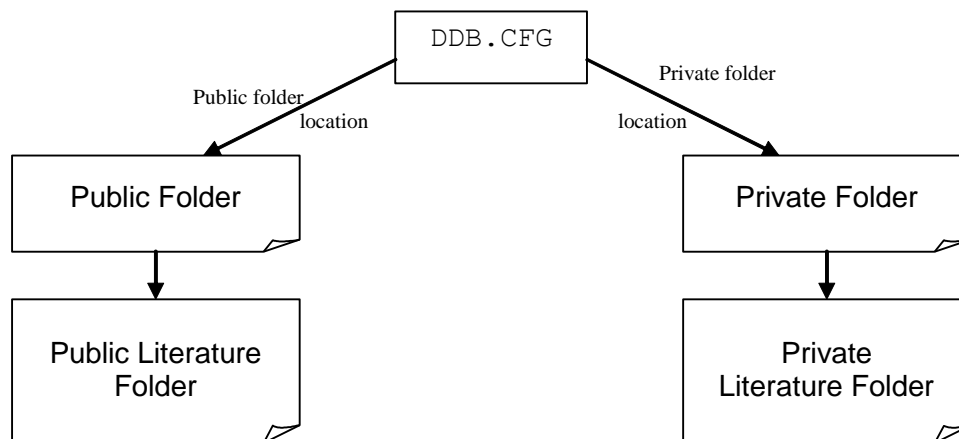 DDB.CFG
Public folder
location
Private folder
location
Public Folder
Private Folder
Public Literature
Folder
Private
Literature Folder